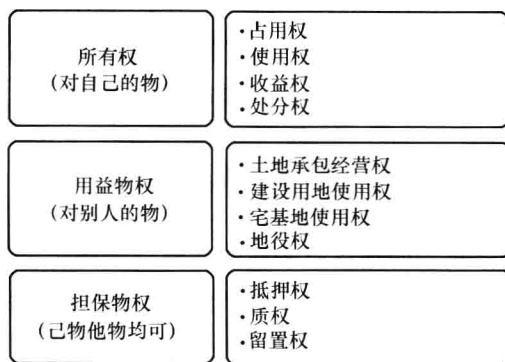 所有权
(对自己的物)
·占用权
·使用权
·收益权
·处分权
用益物权
(对别人的物)
·土地承包经营权
·建设用地使用权
·宅基地使用权
·地役权
担保物权
(己物他物均可)
·抵押权
·质权
·留置权